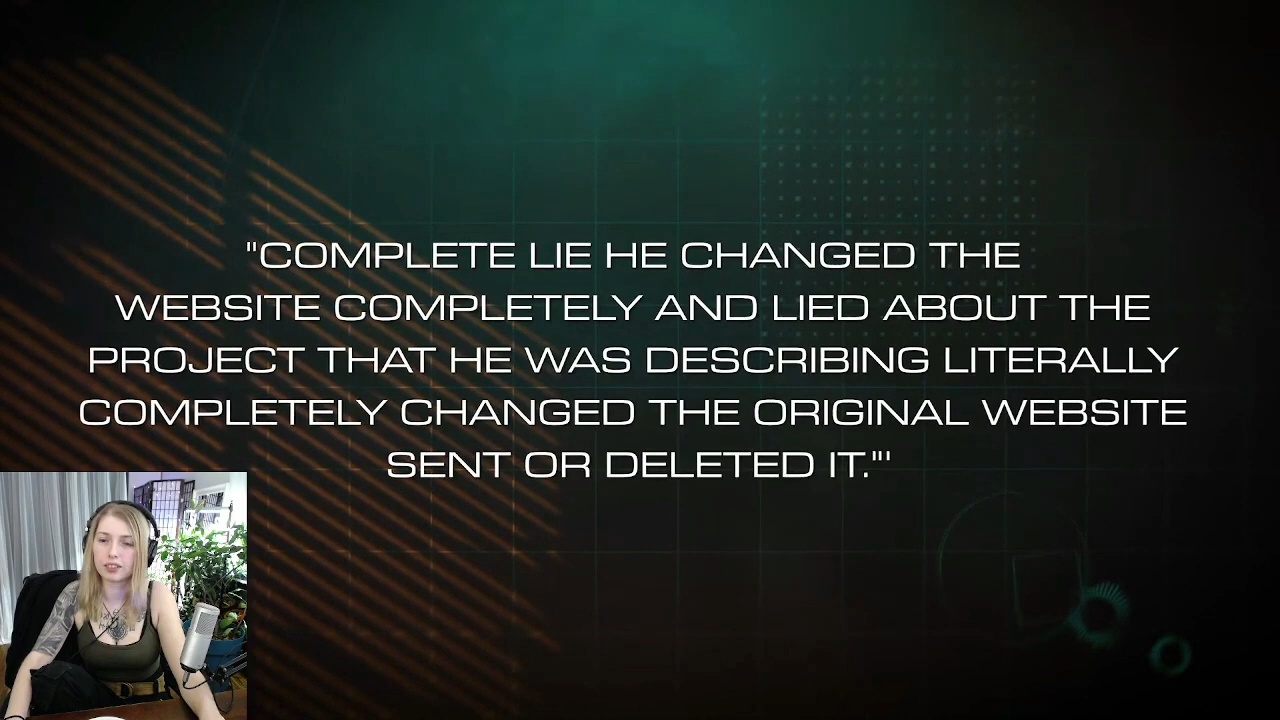 "COMPLETE LIE HE CHANGED THE
WEBSITE COMPLETELY AND LIED ABOUT THE
PROJECT THAT HE WAS DESCRIBING LITERALLY
COMPLETELY CHANGED THE ORIGINAL WEBSITE
SENT OR DELETED IT."'